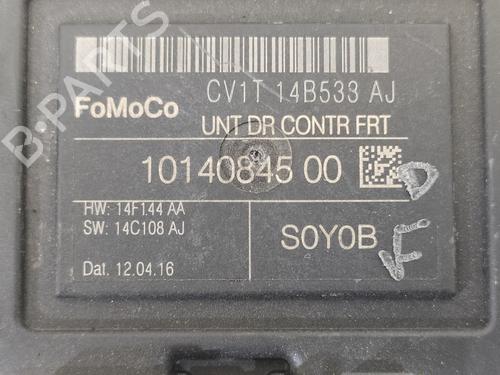 B-PARTS
CV1T 14B533 AJ
FoMoCo
UNT DR CONTR FRT
10140845 00
D
HW: 14F144 AA
SW: 14C108 AJ
S0Y0B
F
Dat. 12.04.16